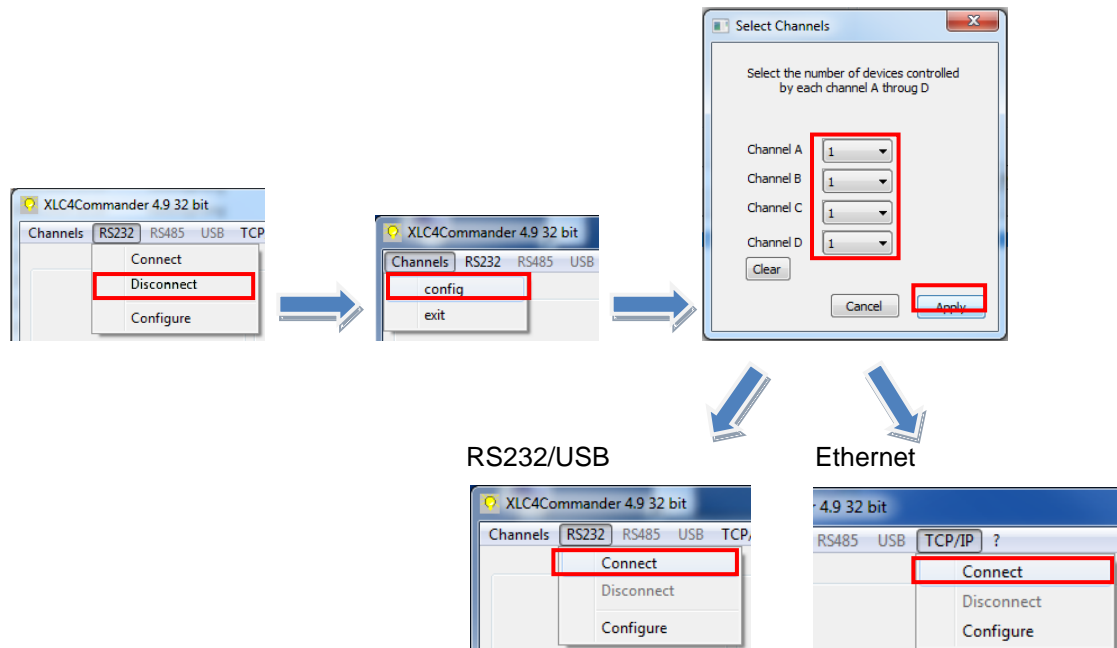 Select Channels
X
Select the number of devices controlled
by each channel A throug D
Channel A 1
Channel B 1
Channel C 1
Channel D 1
Clear
Cancel Apply
XLC4Commander 4.9 32 bit
Channels RS232 RS485 USB TCP
Connect
Disconnect
Configure
XLC4Commander 4.9 32 bit
Channels RS232 RS485 USB
config
exit
RS232/USB
XLC4Commander 4.9 32 bit
Channels RS232 RS485 USB TCP/
Connect
Disconnect
Configure
Ethernet
4.9 32 bit
RS485 USB TCP/IP ?
Connect
Disconnect
Configure